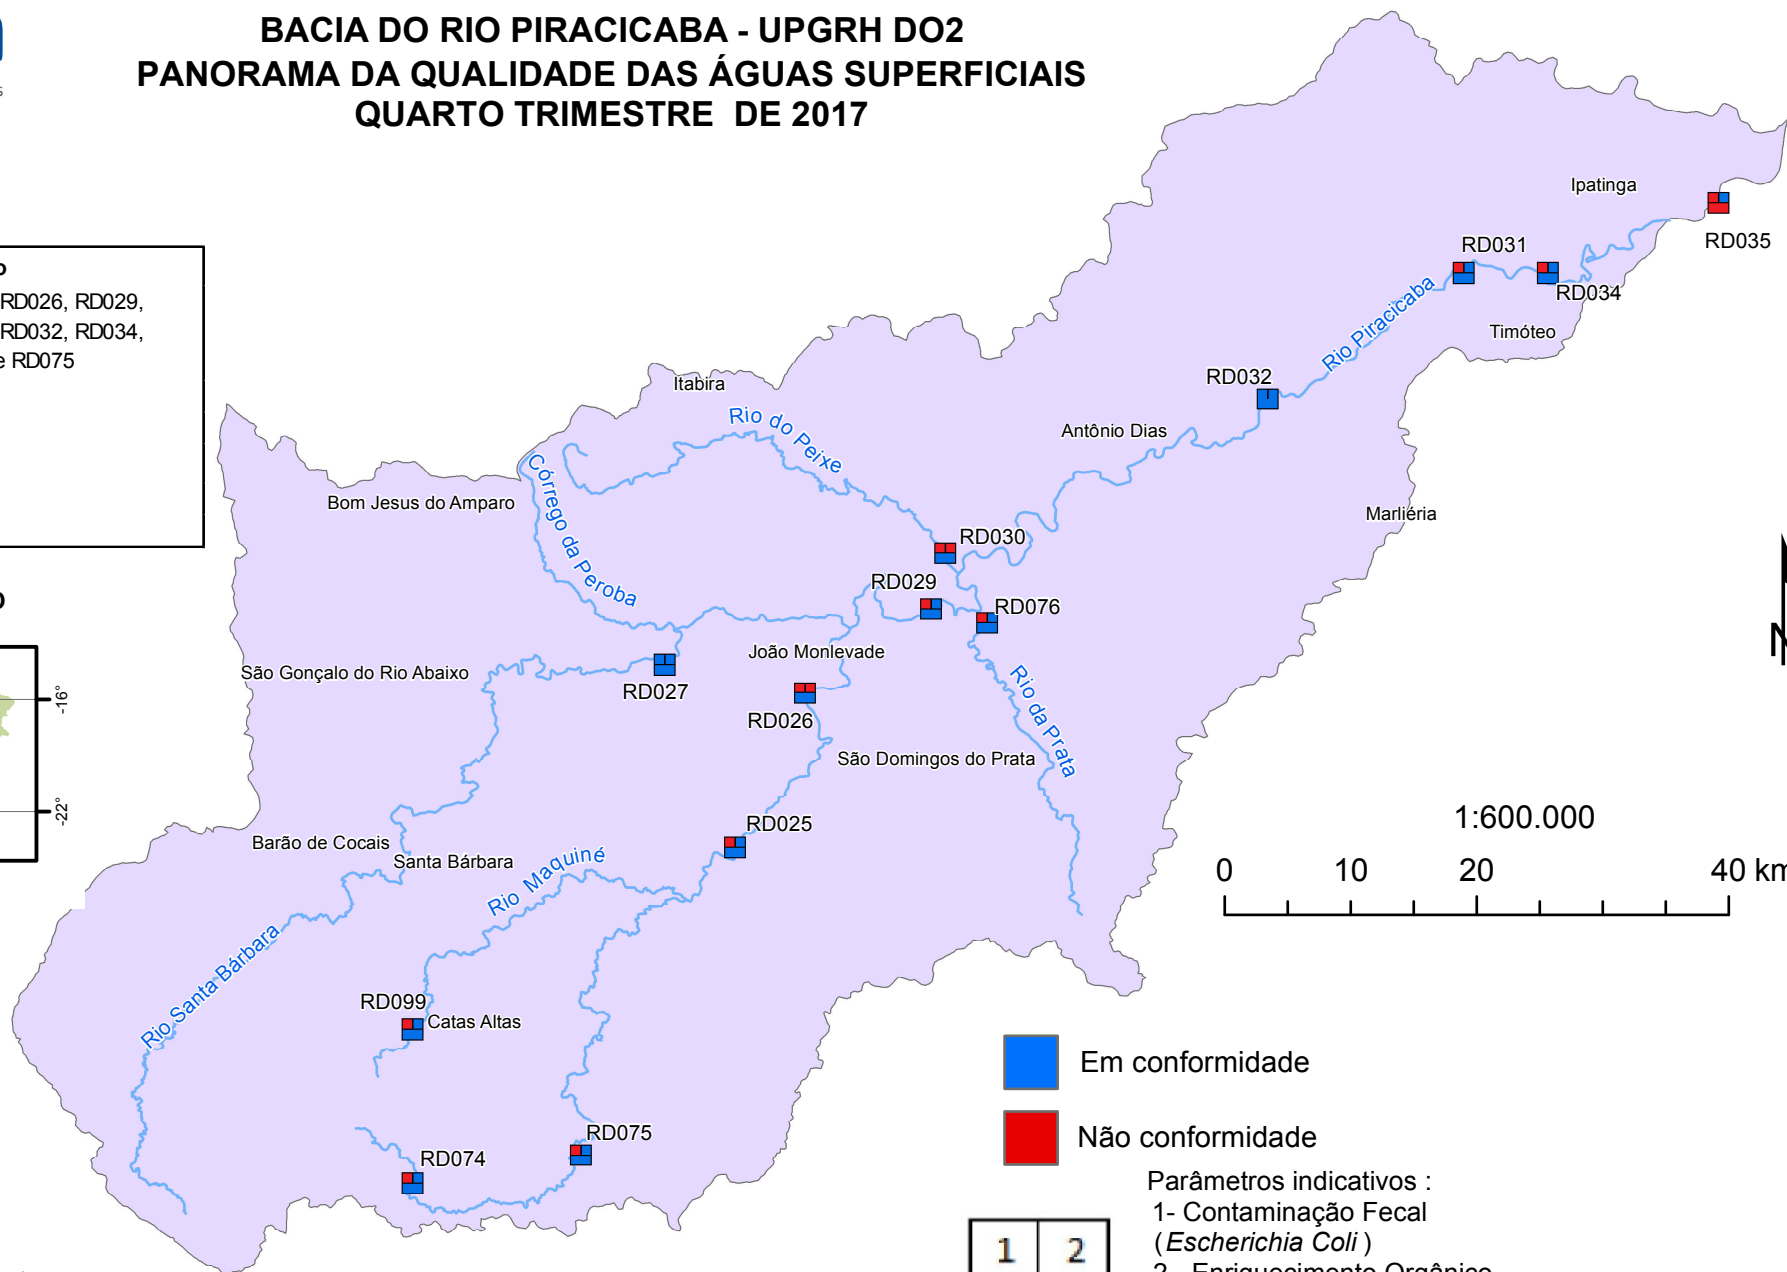 BACIA DO RIO PIRACICABA - UPGRH DO2
PANORAMA DA QUALIDADE DAS ÁGUAS SUPERFICIAIS
QUARTO TRIMESTRE DE 2017
RD026, RD029,
RD032, RD034,
e RD075
-16°
-22°
Ipatinga
RD035
RD031
RD034
Timóteo
Rio Piracicaba
RD032
Itabira
Rio do Peixe
Antônio Dias
Córrego da Peroba
Bom Jesus do Amparo
Marliéria
RD030
RD029
RD076
João Monlevade
São Gonçalo do Rio Abaixo
RD027
RD026
Rio da Prata
São Domingos do Prata
RD025
Barão de Cocais
Santa Bárbara
Rio Maquiné
Rio Santa Bárbara
RD099
Catas Altas
RD075
RD074
1:600.000
0 10 20 40 km
Em conformidade
Não conformidade
Parâmetros indicativos :
1- Contaminação Fecal
(Escherichia Coli )
2 - Enriquecimento Orgânico
1 2